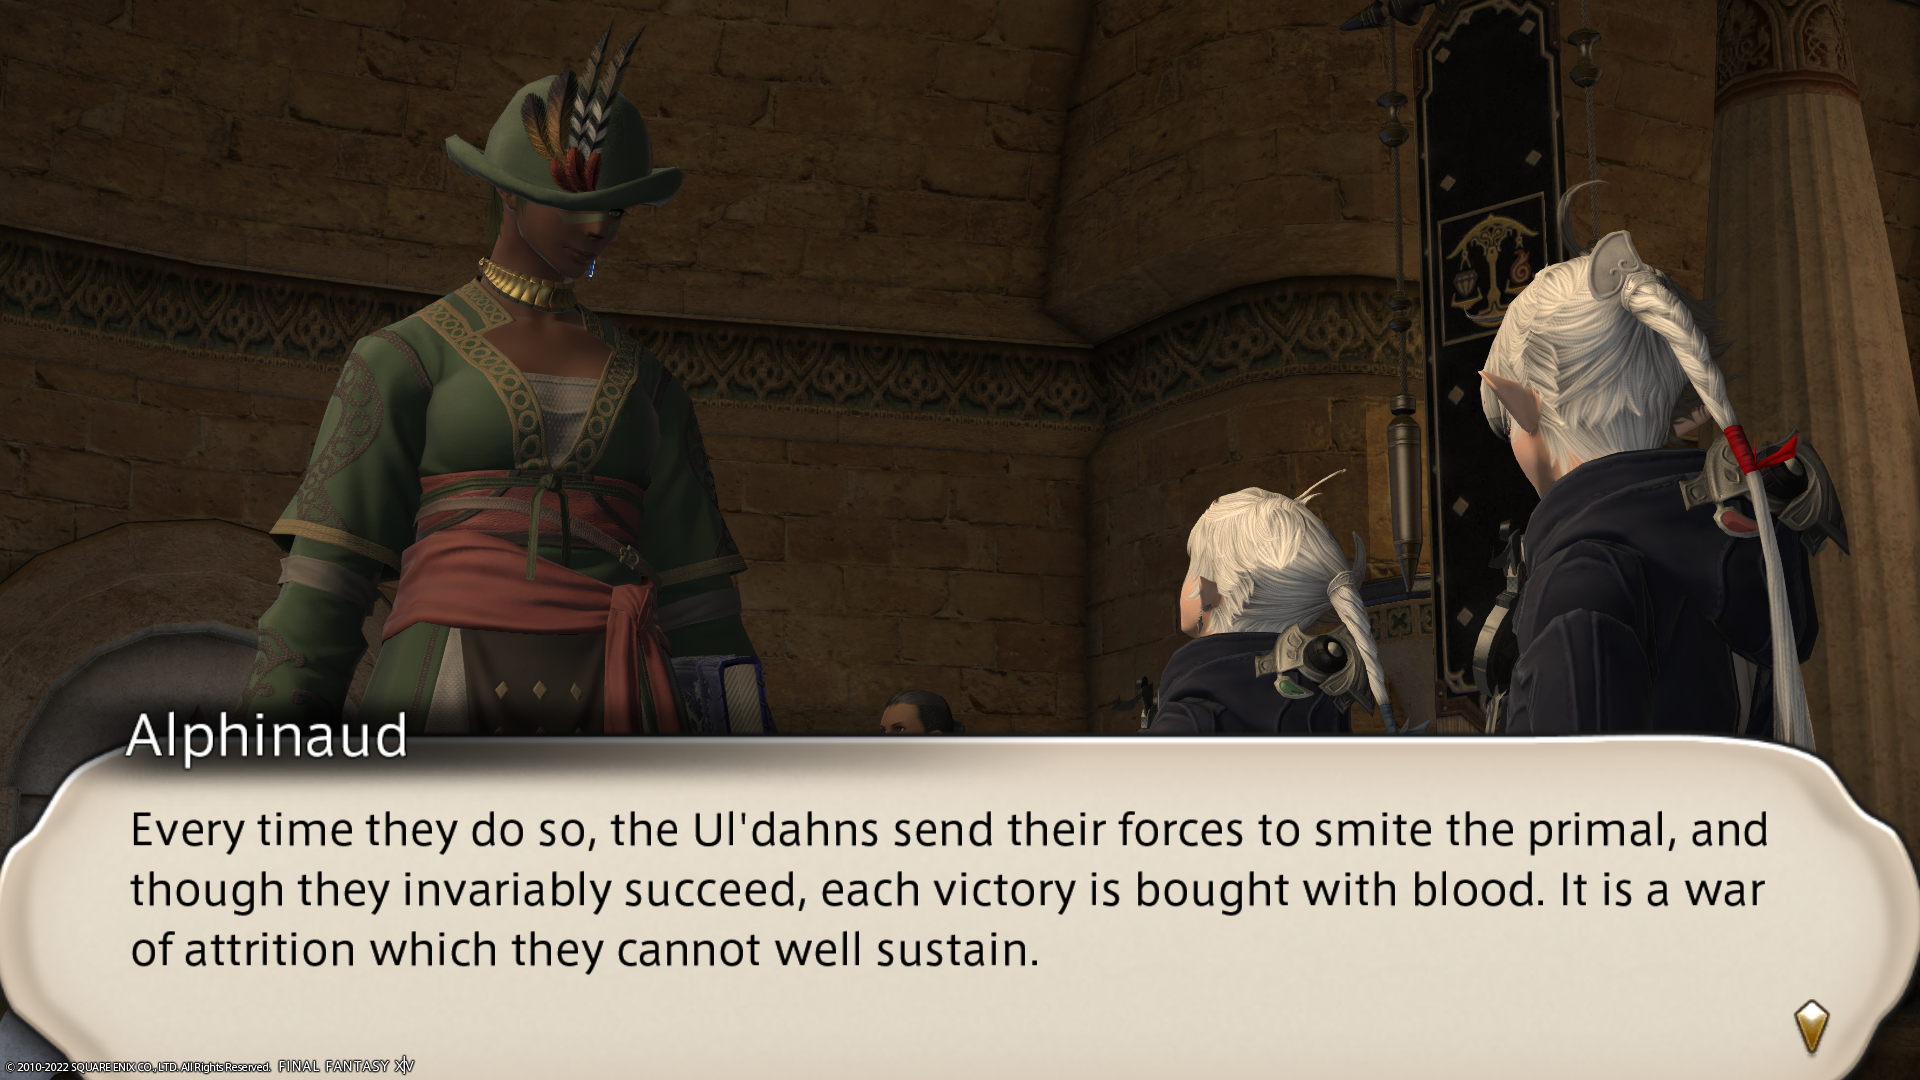 Alphinaud
Every time they do so, the Ul'dahns send their forces to smite the primal, and
though they invariably succeed, each victory is bought with blood. It is a war
of attrition which they cannot well sustain.
© 2010-2022 SQUARE ENIX CO., LTD. All Rights Reserved. FINAL FANTASY XIV